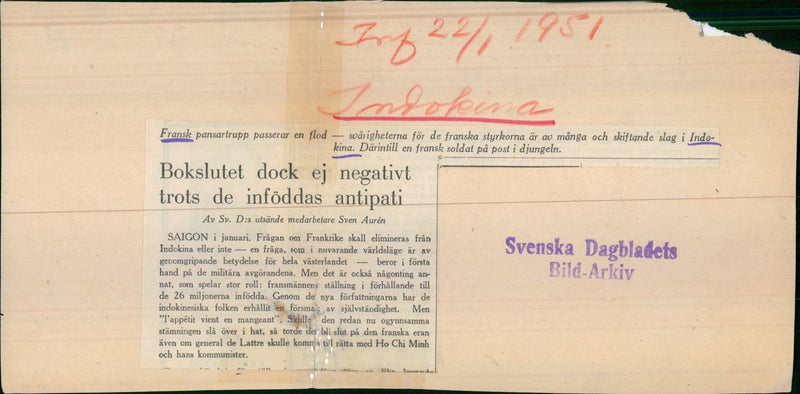 Inf 22/1 1951
Indokina
Fransk pansartrupp passerar en flod — svårigheterna för de franska styrkorna är av många och skiftande slag i Indo-
kina. Därintill en fransk soldat på post i djungeln.
Bokslutet dock ej negativt
trots de inföddas antipati
Av Sv. D:s utsände medarbetare Sven Aurén
SAIGON i januari. Frågan om Frankrike skall elimineras från
Indokina eller inte — en fråga, som i nuvarande världsläge är av
genomgripande betydelse för hela västerlandet — beror i första
hand på de militära avgörandena. Men det är också någonting an-
nat, som spelar stor roll: fransmännens ställning i förhållande till
de 26 miljonerna infödda. Genom de nya författningarna har de
indokinesiska folken erhållit en försmak av självständighet. Men
"l'appétit vient en mangeant". Skulle den redan nu ogynnsamma
stämningen slå över i hat, så torde det bli slut på den franska eran
även om general de Lattre skulle komma till rätta med Ho Chi Minh
och hans kommunister.
Svenska Dagbladets
Bild-Arkiv